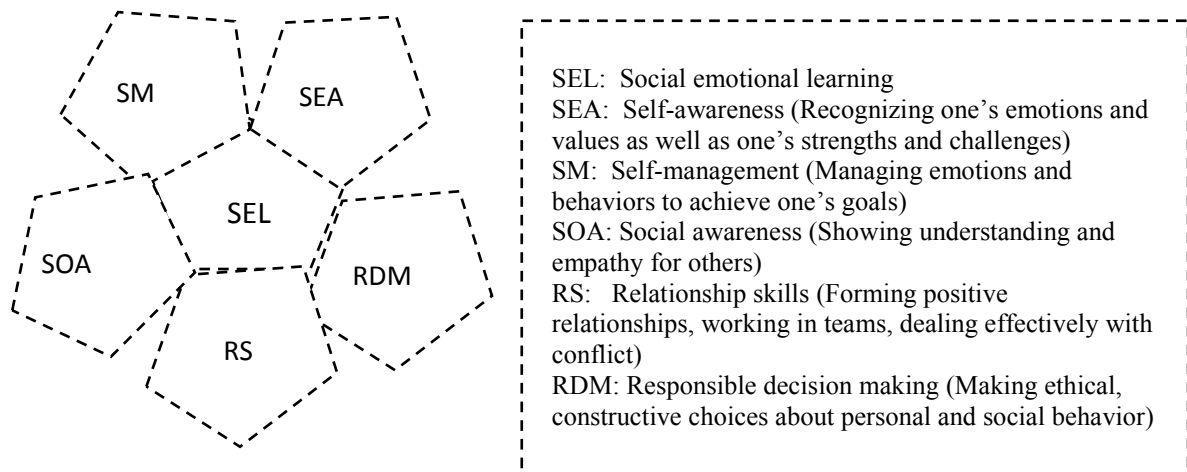 SM
SEA
SEL
SOA
RDM
RS
SEL:  Social emotional learning
SEA:  Self-awareness (Recognizing one’s emotions and
values as well as one’s strengths and challenges)
SM:  Self-management (Managing emotions and
behaviors to achieve one’s goals)
SOA: Social awareness (Showing understanding and
empathy for others)
RS:   Relationship skills (Forming positive
relationships, working in teams, dealing effectively with
conflict)
RDM: Responsible decision making (Making ethical,
constructive choices about personal and social behavior)